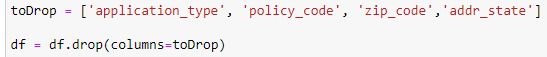 toDrop = ['application_type', 'policy_code', 'zip_code','addr_state']
df = df.drop(columns=toDrop)